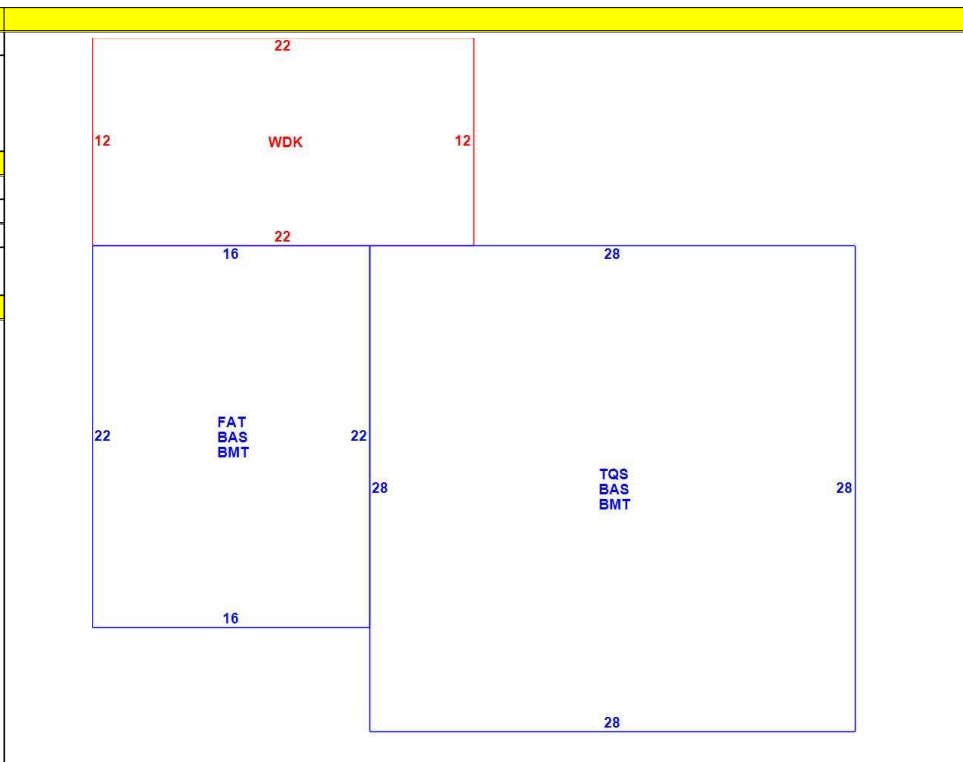 22
12 WDK 12
22
16 28
FAT
22 BAS 22
BMT
TQS
28 BAS 28
BMT
16
28